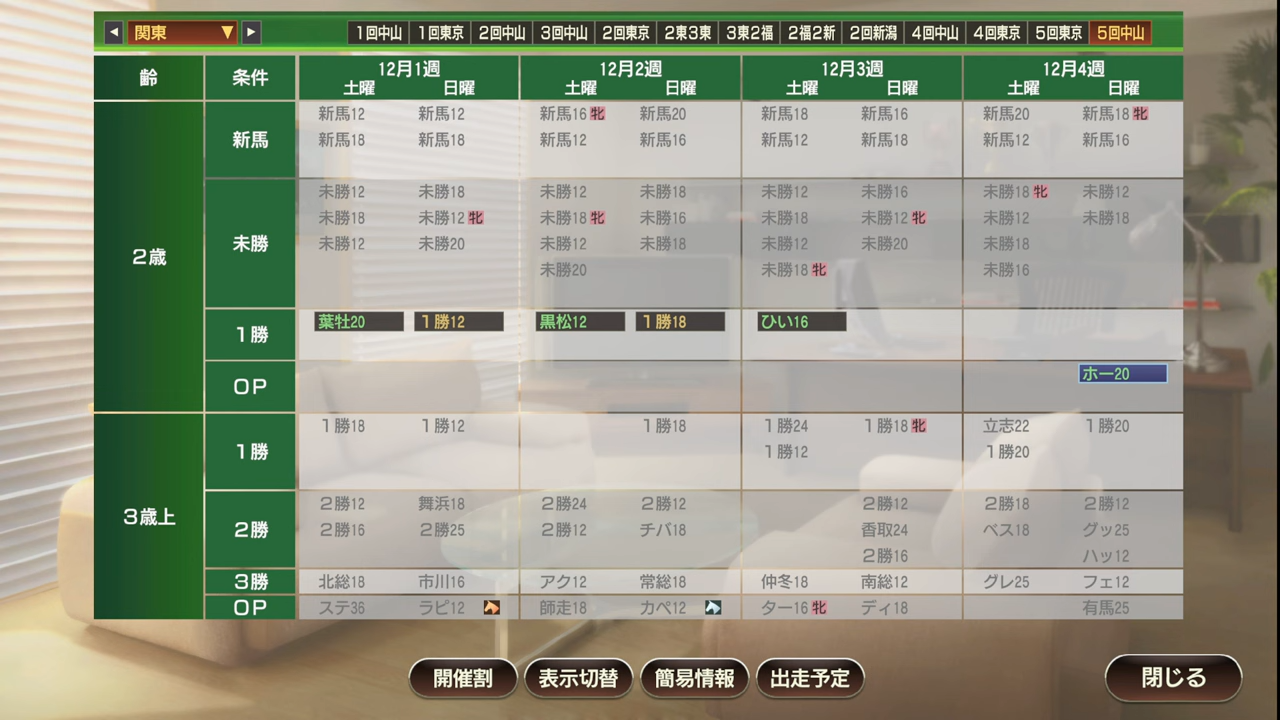 ◀ 関東 ▼ ▶ 1回中山 1回東京 2回中山 3回中山 2回東京 2東3東 3東2福 2福2新 2回新潟 4回中山 4回東京 5回東京 5回中山
齢 条件 12月1週 12月2週 12月3週 12月4週
土曜 日曜 土曜 日曜 土曜 日曜 土曜 日曜
2歳
新馬
新馬12 新馬12 新馬16 牝 新馬20 新馬18 新馬16 新馬20 新馬18 牝
新馬18 新馬18 新馬12 新馬16 新馬12 新馬18 新馬12 新馬16
未勝
未勝12 未勝18 未勝12 未勝18 未勝12 未勝16 未勝18 牝 未勝12
未勝18 未勝12 牝 未勝18 牝 未勝16 未勝18 未勝12 牝 未勝12 未勝18
未勝12 未勝20 未勝12 未勝18 未勝12 未勝20 未勝18
未勝20 未勝18 牝 未勝16
1勝
葉牡20 1勝12 黒松12 1勝18 ひい16
OP
ホー20
3歳上
1勝
1勝18 1勝12 1勝18 1勝24 1勝18 牝 立志22 1勝20
1勝12 1勝20
2勝
2勝12 舞浜18 2勝24 2勝12 2勝12 2勝18 2勝12
2勝16 2勝25 2勝12 チバ18 香取24 ベス18 グッ25
2勝16 ハッ12
3勝 北総18 市川16 アク12 常総18 仲冬18 南総12 グレ25 フェ12
OP ステ36 ラピ12 師走18 カペ12 ター16 牝 ディ18 有馬25
開催割 表示切替 簡易情報 出走予定 閉じる